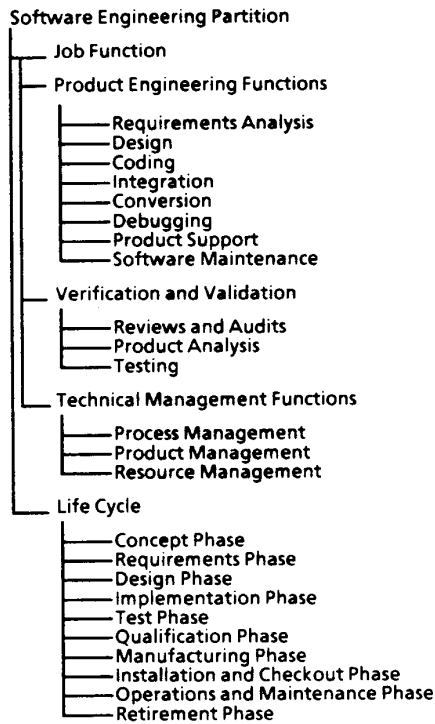 Software Engineering Partition
Job Function
Product Engineering Functions
Requirements Analysis
Design
Coding
Integration
Conversion
Debugging
Product Support
Software Maintenance
Verification and Validation
Reviews and Audits
Product Analysis
Testing
Technical Management Functions
Process Management
Product Management
Resource Management
Life Cycle
Concept Phase
Requirements Phase
Design Phase
Implementation Phase
Test Phase
Qualification Phase
Manufacturing Phase
Installation and Checkout Phase
Operations and Maintenance Phase
Retirement Phase